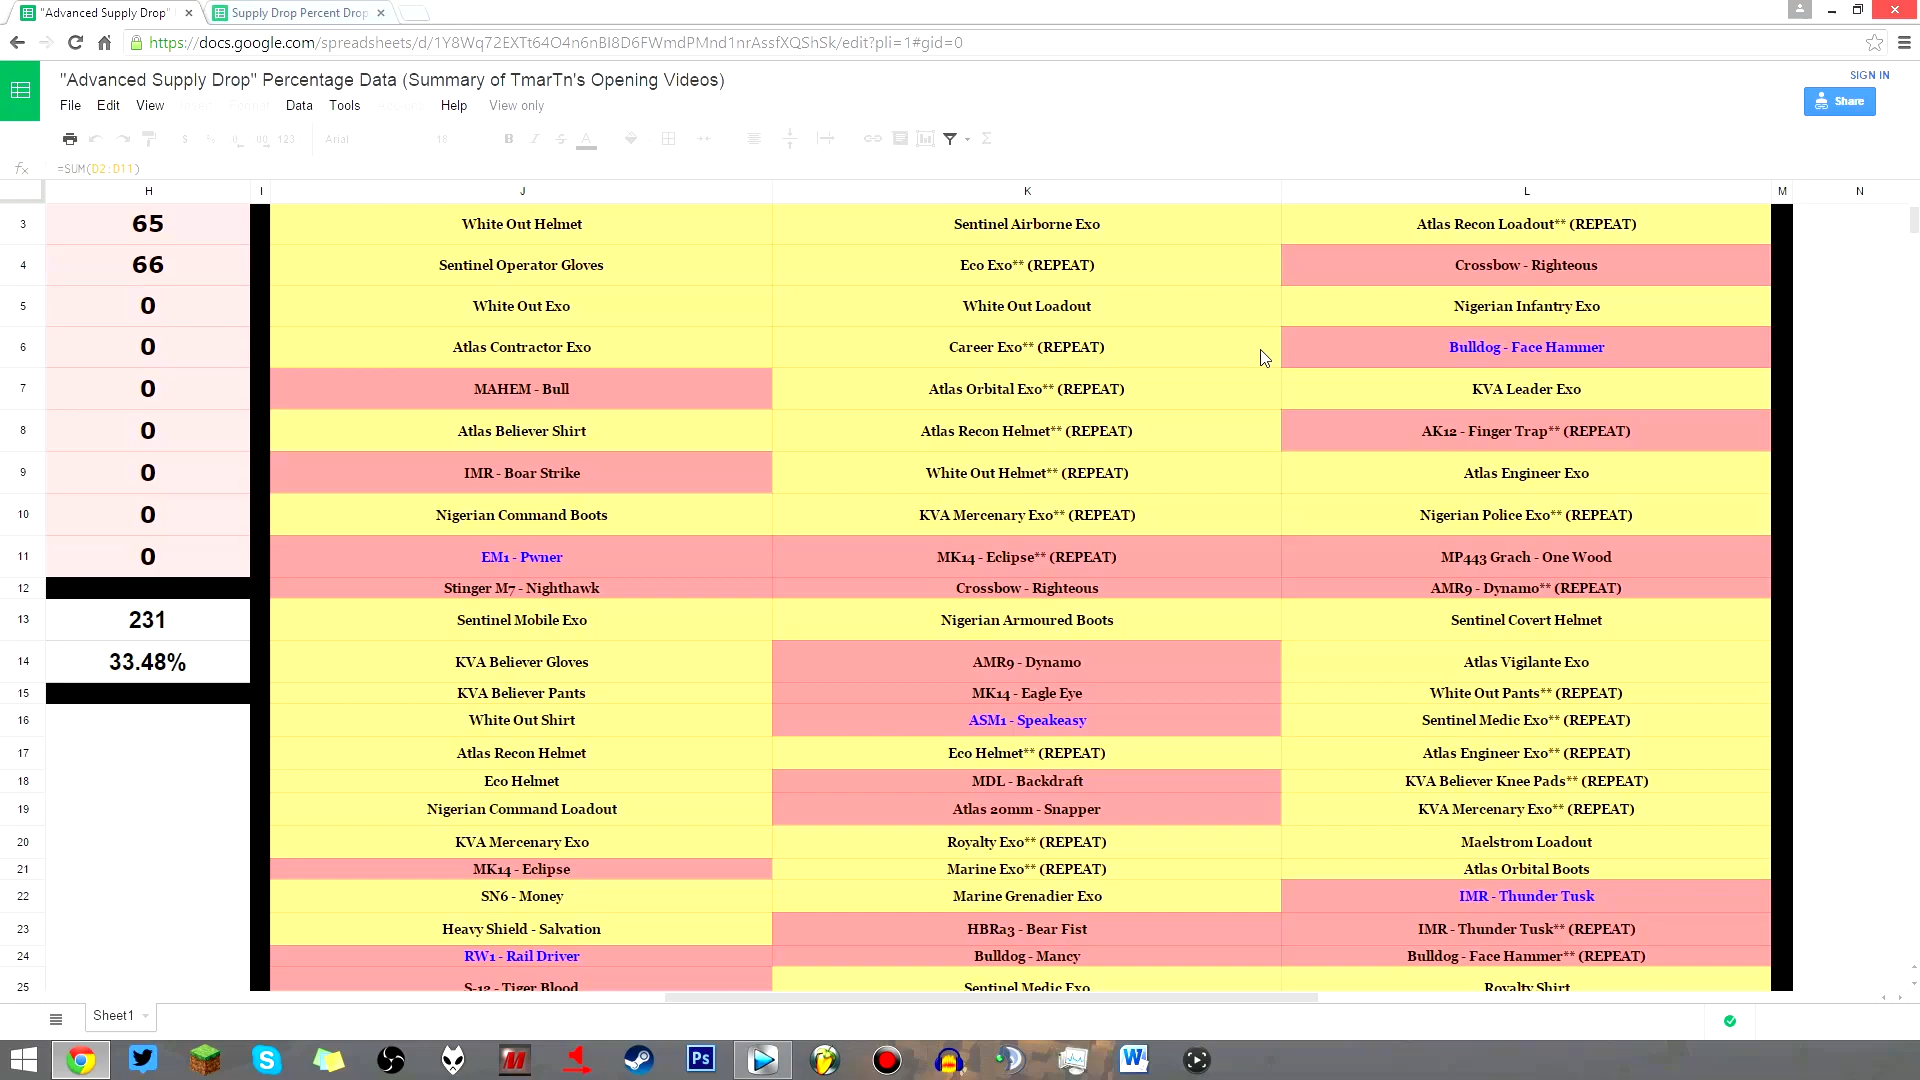 "Advanced Supply Drop"
Supply Drop Percent Drop
https://docs.google.com/spreadsheets/d/1Y8Wq72EXTt64O4n6nBI8D6FWmdPMnd1nrAssfXQShSk/edit?pli=1#gid=0
"Advanced Supply Drop" Percentage Data (Summary of TmarTn's Opening Videos)
SIGN IN
File Edit View Insert Format Data Tools Help View only
Share
$ % 123 Arial 18 B I S A Σ
fx =SUM(D2:D11)
H I J K L M N
3 65 White Out Helmet Sentinel Airborne Exo Atlas Recon Loadout** (REPEAT)
4 66 Sentinel Operator Gloves Eco Exo** (REPEAT) Crossbow - Righteous
5 0 White Out Exo White Out Loadout Nigerian Infantry Exo
6 0 Atlas Contractor Exo Career Exo** (REPEAT) Bulldog - Face Hammer
7 0 MAHEM - Bull Atlas Orbital Exo** (REPEAT) KVA Leader Exo
8 0 Atlas Believer Shirt Atlas Recon Helmet** (REPEAT) AK12 - Finger Trap** (REPEAT)
9 0 IMR - Boar Strike White Out Helmet** (REPEAT) Atlas Engineer Exo
10 0 Nigerian Command Boots KVA Mercenary Exo** (REPEAT) Nigerian Police Exo** (REPEAT)
11 0 EM1 - Pwner MK14 - Eclipse** (REPEAT) MP443 Grach - One Wood
12 Stinger M7 - Nighthawk Crossbow - Righteous AMR9 - Dynamo** (REPEAT)
13 231 Sentinel Mobile Exo Nigerian Armoured Boots Sentinel Covert Helmet
14 33.48% KVA Believer Gloves AMR9 - Dynamo Atlas Vigilante Exo
15 KVA Believer Pants MK14 - Eagle Eye White Out Pants** (REPEAT)
16 White Out Shirt ASM1 - Speakeasy Sentinel Medic Exo** (REPEAT)
17 Atlas Recon Helmet Eco Helmet** (REPEAT) Atlas Engineer Exo** (REPEAT)
18 Eco Helmet MDL - Backdraft KVA Believer Knee Pads** (REPEAT)
19 Nigerian Command Loadout Atlas 20mm - Snapper KVA Mercenary Exo** (REPEAT)
20 KVA Mercenary Exo Royalty Exo** (REPEAT) Maelstrom Loadout
21 MK14 - Eclipse Marine Exo** (REPEAT) Atlas Orbital Boots
22 SN6 - Money Marine Grenadier Exo IMR - Thunder Tusk
23 Heavy Shield - Salvation HBRa3 - Bear Fist IMR - Thunder Tusk** (REPEAT)
24 RW1 - Rail Driver Bulldog - Mancy Bulldog - Face Hammer** (REPEAT)
25 S-12 - Tiger Blood Sentinel Medic Exo Royalty Shirt
Sheet1
Ps